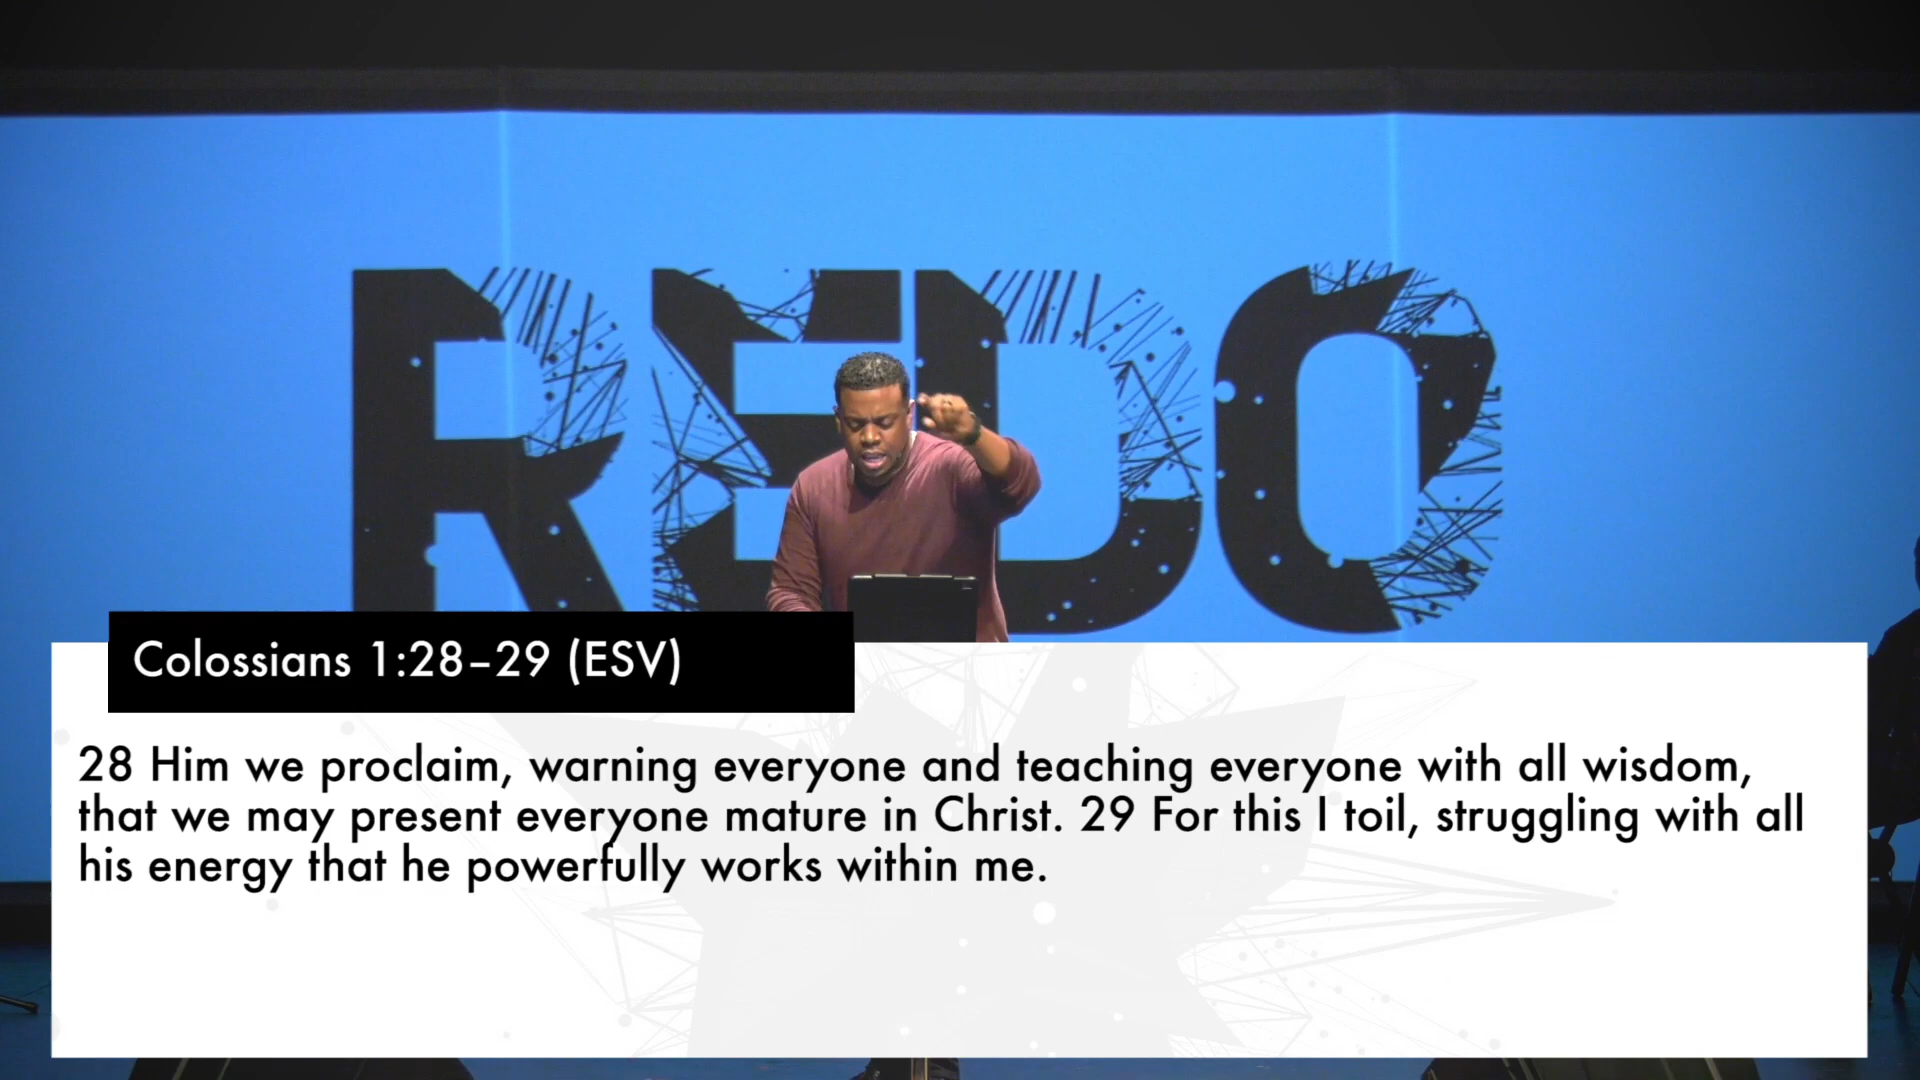 REDO
Colossians 1:28–29 (ESV)
28 Him we proclaim, warning everyone and teaching everyone with all wisdom,
that we may present everyone mature in Christ. 29 For this I toil, struggling with all
his energy that he powerfully works within me.